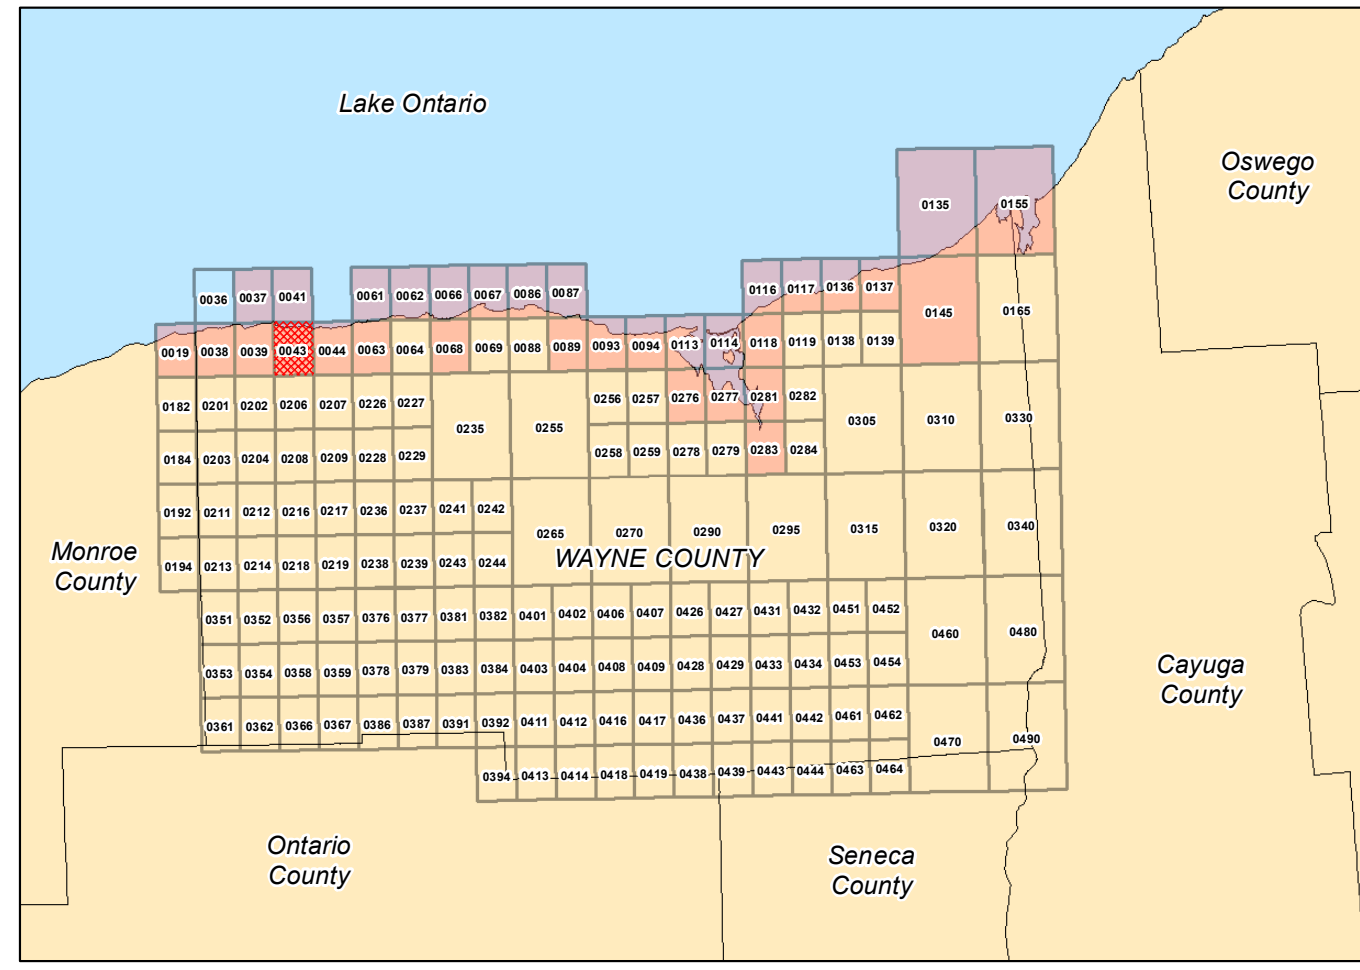 Lake Ontario
Oswego
County
0135 0155
0036 0037 0041 0061 0062 0066 0067 0086 0087 0116 0117 0136 0137
0145 0165
0019 0038 0039 0043 0044 0063 0064 0068 0069 0088 0089 0093 0094 0113 0114 0118 0119 0138 0139
0182 0201 0202 0206 0207 0226 0227 0256 0257 0276 0277 0281 0282
0235 0255 0305 0310 0330
0184 0203 0204 0208 0209 0228 0229 0258 0259 0278 0279 0283 0284
0192 0211 0212 0216 0217 0236 0237 0241 0242
0265 0270 0290 0295 0315 0320 0340
Monroe
County
WAYNE COUNTY
0194 0213 0214 0218 0219 0238 0239 0243 0244
0351 0352 0356 0357 0376 0377 0381 0382 0401 0402 0406 0407 0426 0427 0431 0432 0451 0452
0460 0480
0353 0354 0358 0359 0378 0379 0383 0384 0403 0404 0408 0409 0428 0429 0433 0434 0453 0454
Cayuga
County
0361 0362 0366 0367 0386 0387 0391 0392 0411 0412 0416 0417 0436 0437 0441 0442 0461 0462
0470 0490
0394 0413 0414 0418 0419 0438 0439 0443 0444 0463 0464
Ontario
County
Seneca
County